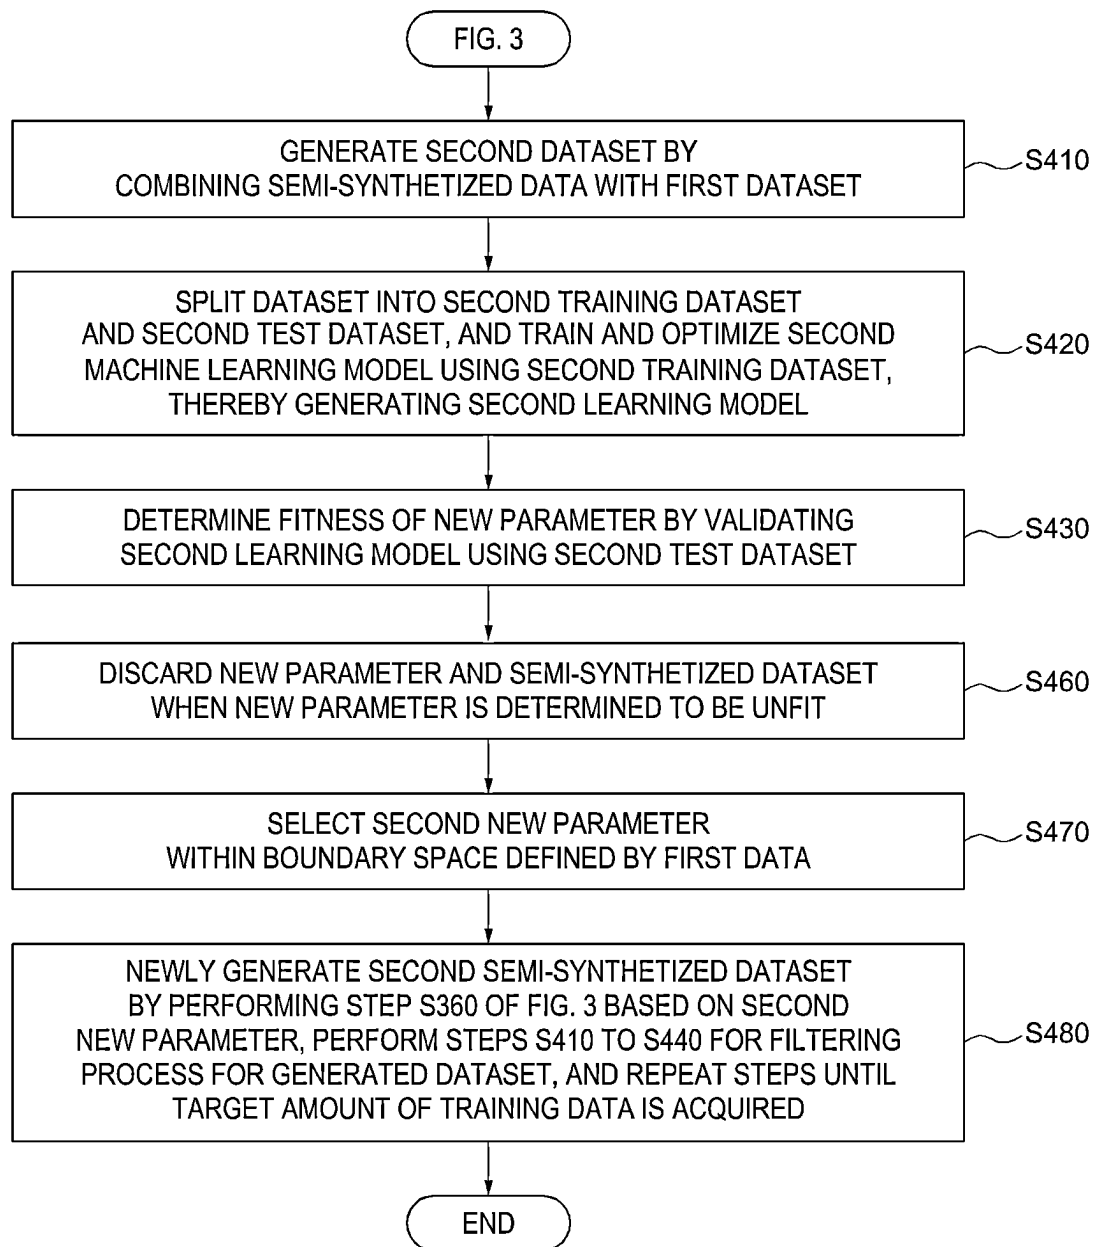 FIG. 3
GENERATE SECOND DATASET BY
COMBINING SEMI-SYNTHETIZED DATA WITH FIRST DATASET
S410
SPLIT DATASET INTO SECOND TRAINING DATASET
AND SECOND TEST DATASET, AND TRAIN AND OPTIMIZE SECOND
MACHINE LEARNING MODEL USING SECOND TRAINING DATASET,
THEREBY GENERATING SECOND LEARNING MODEL
S420
DETERMINE FITNESS OF NEW PARAMETER BY VALIDATING
SECOND LEARNING MODEL USING SECOND TEST DATASET
S430
DISCARD NEW PARAMETER AND SEMI-SYNTHETIZED DATASET
WHEN NEW PARAMETER IS DETERMINED TO BE UNFIT
S460
SELECT SECOND NEW PARAMETER
WITHIN BOUNDARY SPACE DEFINED BY FIRST DATA
S470
NEWLY GENERATE SECOND SEMI-SYNTHETIZED DATASET
BY PERFORMING STEP S360 OF FIG. 3 BASED ON SECOND
NEW PARAMETER, PERFORM STEPS S410 TO S440 FOR FILTERING
PROCESS FOR GENERATED DATASET, AND REPEAT STEPS UNTIL
TARGET AMOUNT OF TRAINING DATA IS ACQUIRED
S480
END